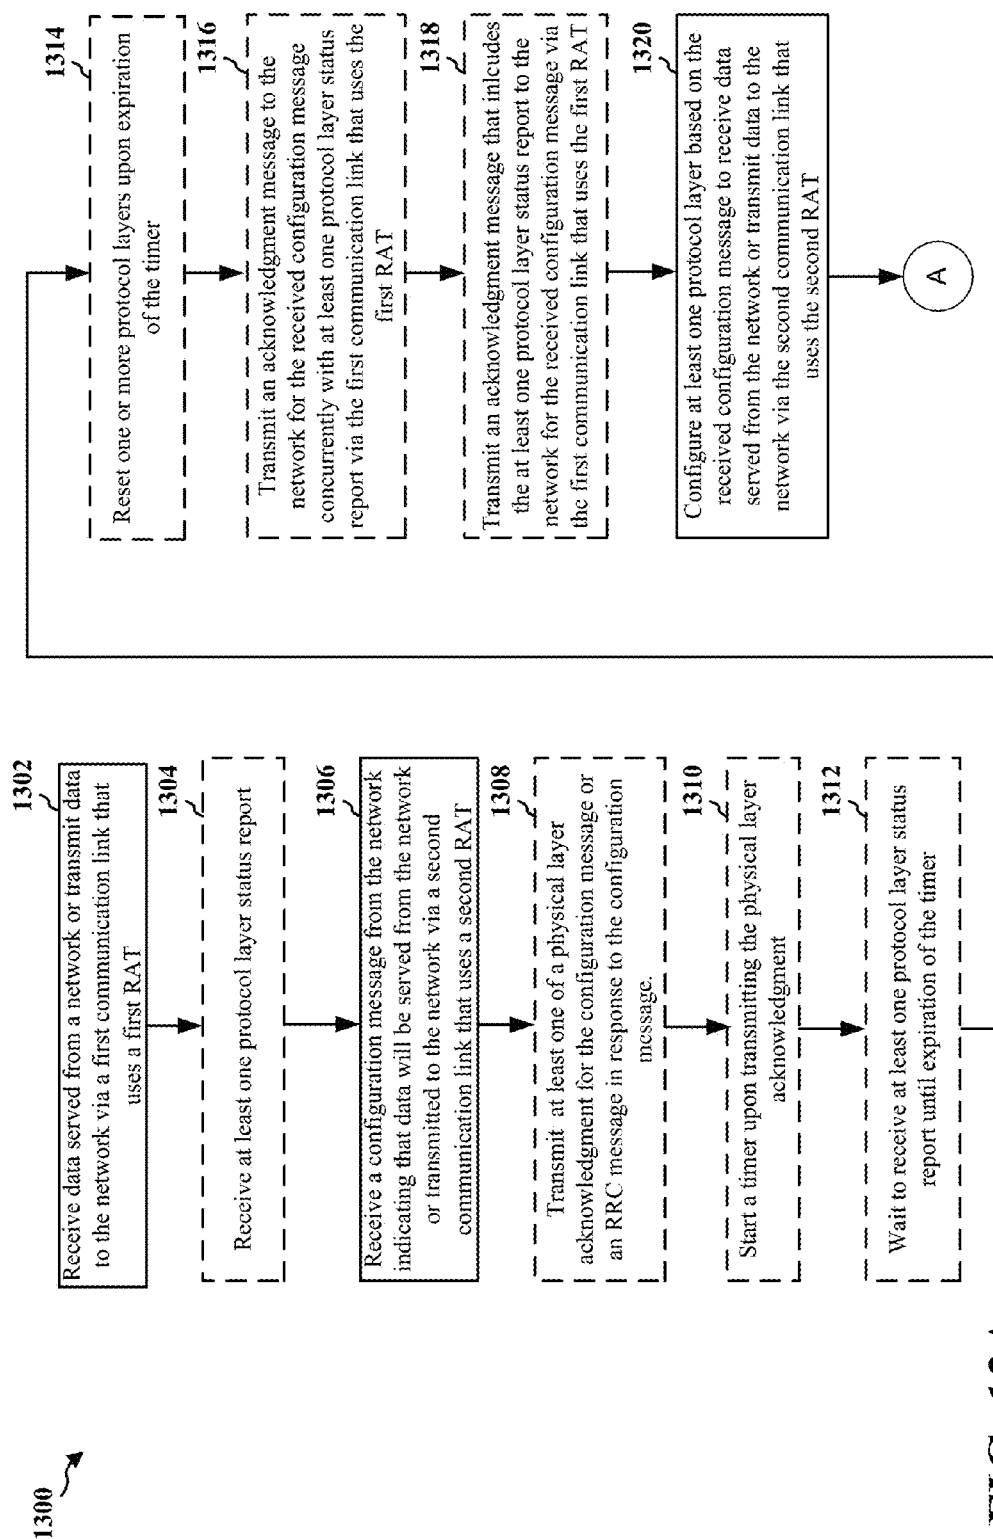 1300
1302
Receive data served from a network or transmit data
to the network via a first communication link that
uses a first RAT
1304
Receive at least one protocol layer status report
1306
Receive a configuration message from the network
indicating that data will be served from the network
or transmitted to the network via a second
communication link that uses a second RAT
1308
Transmit at least one of a physical layer
acknowledgment for the configuration message or
an RRC message in response to the configuration
message.
1310
Start a timer upon transmitting the physical layer
acknowledgment
1312
Wait to receive at least one protocol layer status
report until expiration of the timer
1314
Reset one or more protocol layers upon expiration
of the timer
1316
Transmit an acknowledgment message to the
network for the received configuration message
concurrently with at least one protocol layer status
report via the first communication link that uses the
first RAT
1318
Transmit an acknowledgment message that inlcudes
the at least one protocol layer status report to the
network for the received configuration message via
the first communication link that uses the first RAT
1320
Configure at least one protocol layer based on the
received configuration message to receive data
served from the network or transmit data to the
network via the second communication link that
uses the second RAT
A